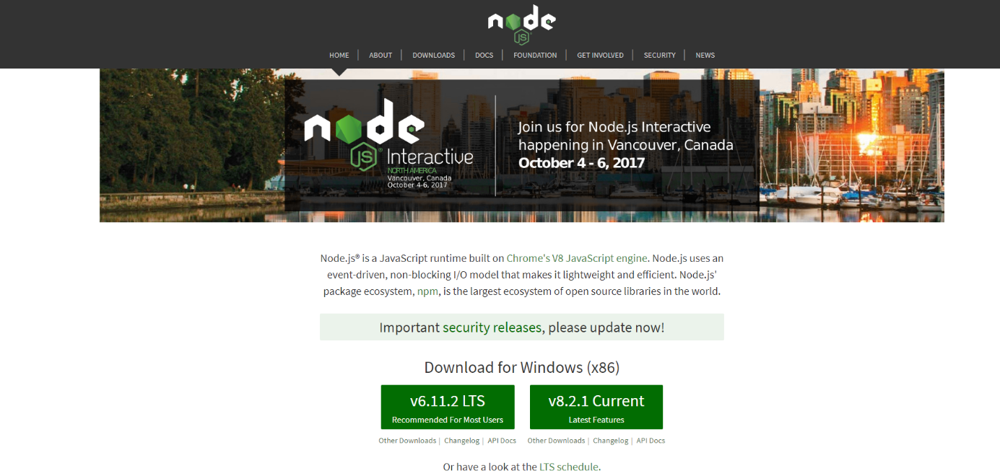 node
JS
HOME | ABOUT | DOWNLOADS | DOCS | FOUNDATION | GET INVOLVED | SECURITY | NEWS
node
JS® Interactive
NORTH AMERICA
Vancouver, Canada
October 4-6, 2017
Join us for Node.js Interactive
happening in Vancouver, Canada
October 4 - 6, 2017
Node.js® is a JavaScript runtime built on Chrome's V8 JavaScript engine. Node.js uses an
event-driven, non-blocking I/O model that makes it lightweight and efficient. Node.js'
package ecosystem, npm, is the largest ecosystem of open source libraries in the world.
Important security releases, please update now!
Download for Windows (x86)
v6.11.2 LTS
Recommended For Most Users
v8.2.1 Current
Latest Features
Other Downloads | Changelog | API Docs
Other Downloads | Changelog | API Docs
Or have a look at the LTS schedule.